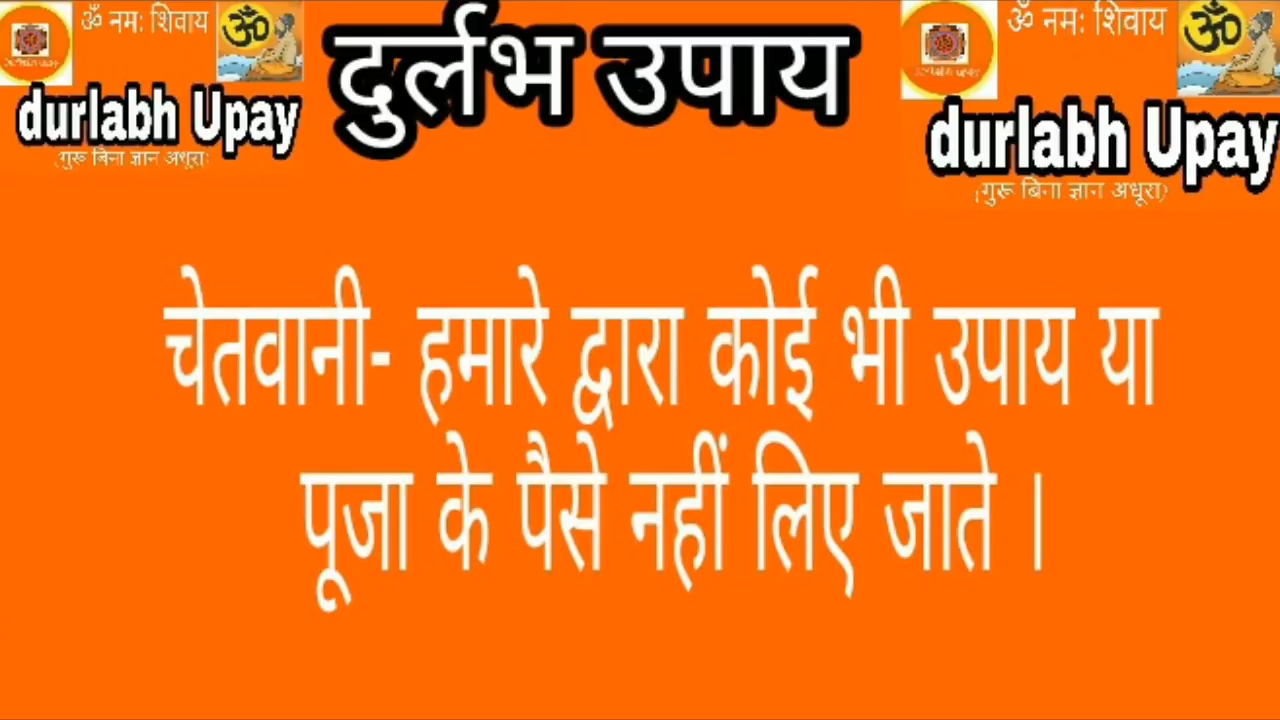 ॐ नमः शिवाय
ॐ
durlabh Upay
(गुरू बिना ज्ञान अधूरा)
दुर्लभ उपाय
ॐ नमः शिवाय
ॐ
durlabh Upay
(गुरू बिना ज्ञान अधूरा)
चेतवानी- हमारे द्वारा कोई भी उपाय या
पूजा के पैसे नहीं लिए जाते ।